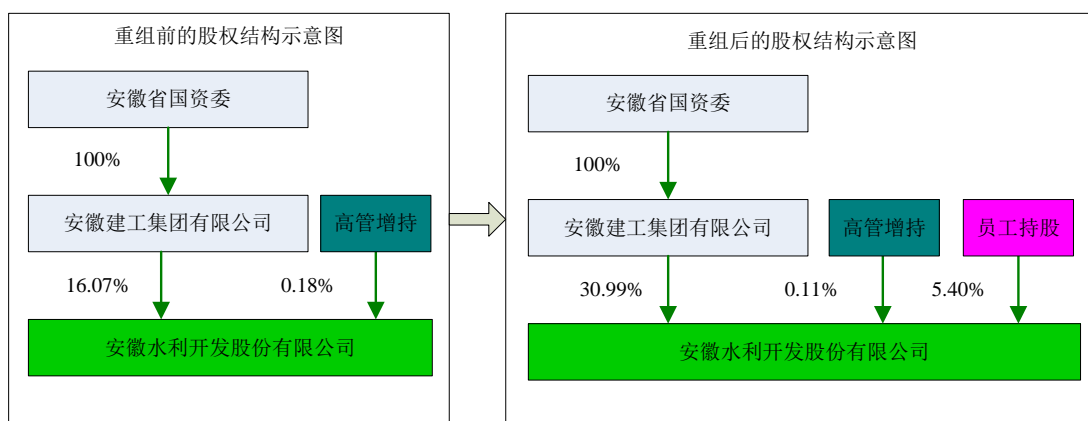 重组前的股权结构示意图
安徽省国资委
100%
安徽建工集团有限公司
高管增持
16.07%
0.18%
安徽水利开发股份有限公司
重组后的股权结构示意图
安徽省国资委
100%
安徽建工集团有限公司
高管增持
员工持股
30.99%
0.11%
5.40%
安徽水利开发股份有限公司